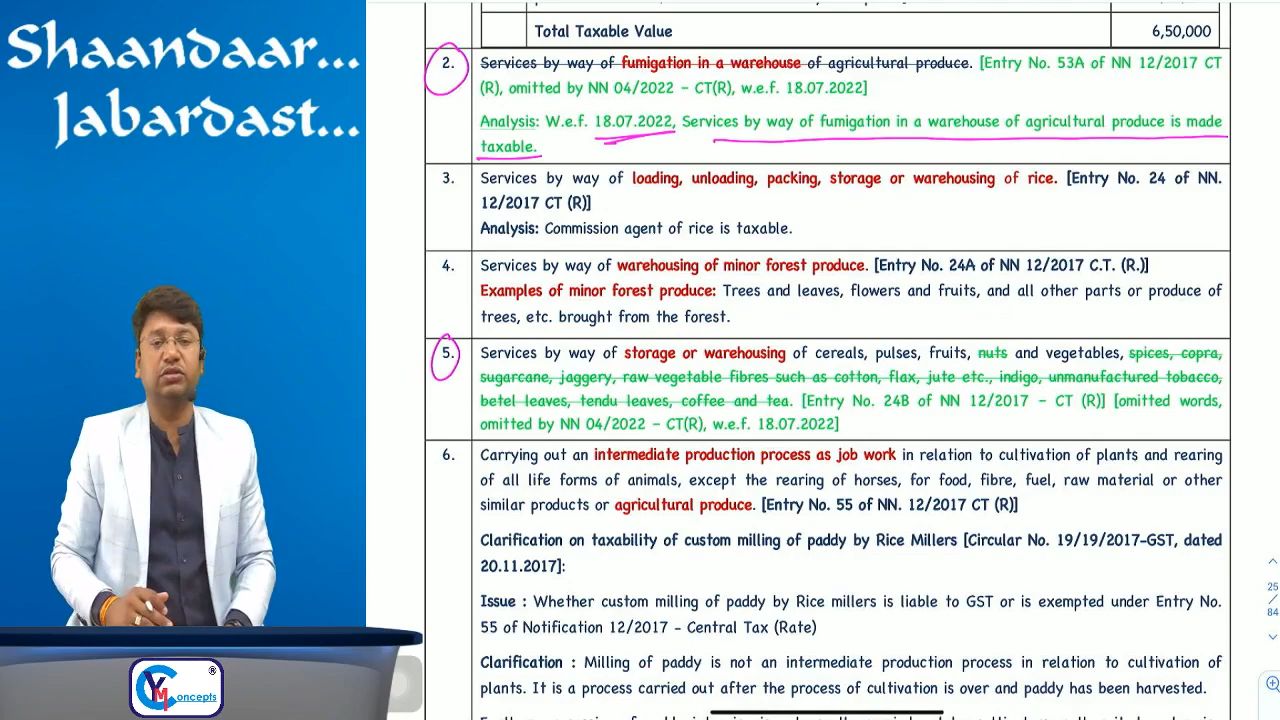 Shaandaar...
Jabardast...
Total Taxable Value 6,50,000
2. Services by way of fumigation in a warehouse of agricultural produce. [Entry No. 53A of NN 12/2017 CT
(R), omitted by NN 04/2022 – CT(R), w.e.f. 18.07.2022]
Analysis: W.e.f. 18.07.2022, Services by way of fumigation in a warehouse of agricultural produce is made
taxable.
3. Services by way of loading, unloading, packing, storage or warehousing of rice. [Entry No. 24 of NN.
12/2017 CT (R)]
Analysis: Commission agent of rice is taxable.
4. Services by way of warehousing of minor forest produce. [Entry No. 24A of NN 12/2017 C.T. (R.)]
Examples of minor forest produce: Trees and leaves, flowers and fruits, and all other parts or produce of
trees, etc. brought from the forest.
5. Services by way of storage or warehousing of cereals, pulses, fruits, nuts and vegetables, spices, copra,
sugarcane, jaggery, raw vegetable fibres such as cotton, flax, jute etc., indigo, unmanufactured tobacco,
betel leaves, tendu leaves, coffee and tea. [Entry No. 24B of NN 12/2017 – CT (R)] [omitted words,
omitted by NN 04/2022 – CT(R), w.e.f. 18.07.2022]
6. Carrying out an intermediate production process as job work in relation to cultivation of plants and rearing
of all life forms of animals, except the rearing of horses, for food, fibre, fuel, raw material or other
similar products or agricultural produce. [Entry No. 55 of NN. 12/2017 CT (R)]
Clarification on taxability of custom milling of paddy by Rice Millers [Circular No. 19/19/2017-GST, dated
20.11.2017]:
Issue : Whether custom milling of paddy by Rice millers is liable to GST or is exempted under Entry No.
55 of Notification 12/2017 – Central Tax (Rate)
Clarification : Milling of paddy is not an intermediate production process in relation to cultivation of
plants. It is a process carried out after the process of cultivation is over and paddy has been harvested.
25
/
84
YM Concepts ®